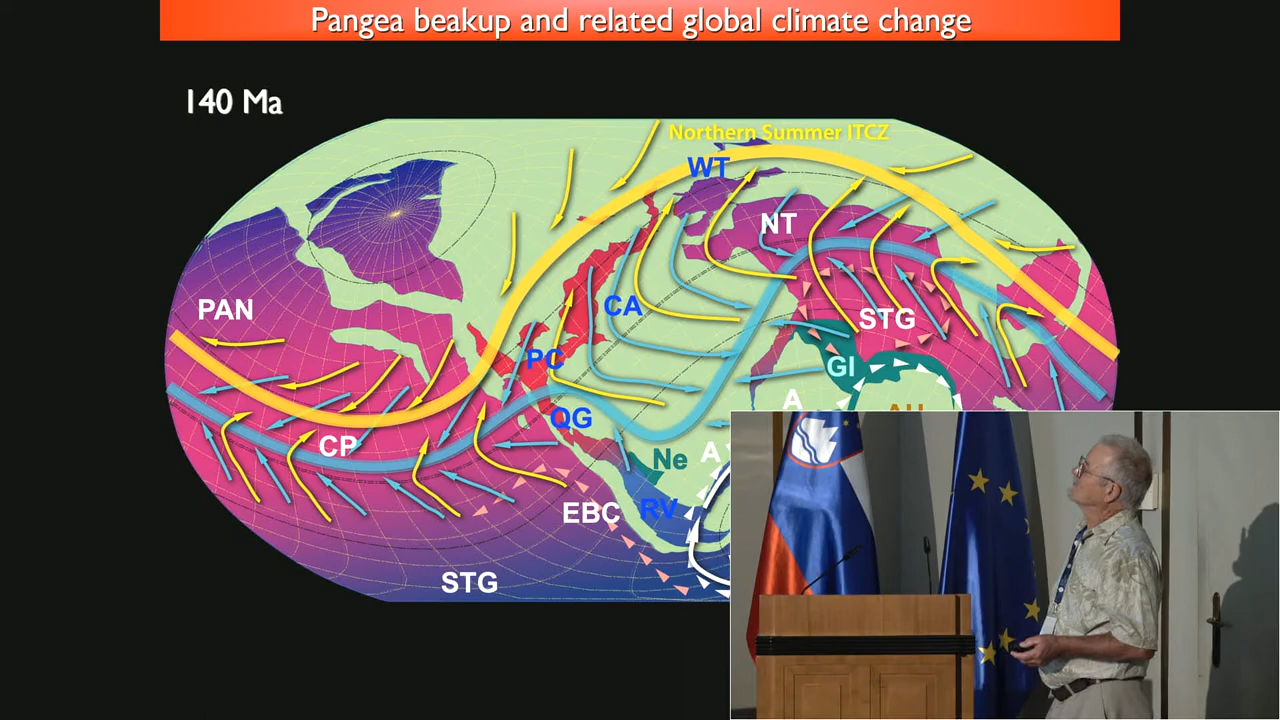 Pangea beakup and related global climate change
140 Ma
Northern Summer ITCZ
WT
NT
PAN
CA
STG
PC
GI
A
QG
CP
A
Ne
EBC
RV
STG